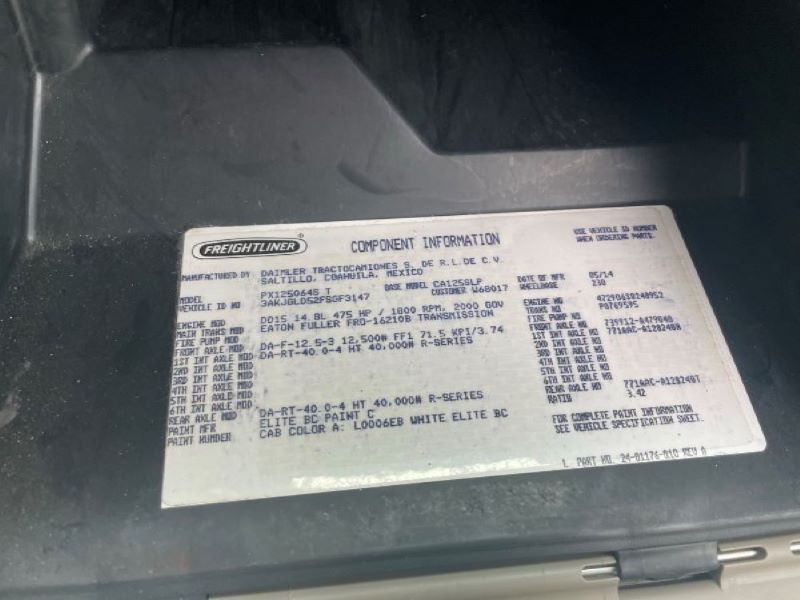 FREIGHTLINER
COMPONENT INFORMATION
USE VEHICLE ID NUMBER
WHEN ORDERING PARTS.
MANUFACTURED BY: DAIMLER TRACTOCAMIONES S. DE R.L.DE C.V.
SALTILLO, COAHUILA, MEXICO
DATE OF MFR 05/14
MODEL PX125064S T BASE MODEL CA125SLP WHEELBASE 230
VEHICLE ID NO 3AKJGLD52FSGF3147 CUSTOMER W68017
ENGINE MOD DD15 14.8L 475 HP / 1800 RPM, 2000 GOV ENGINE NO
MAIN TRANS MOD EATON FULLER FRO-16210B TRANSMISSION TRANS NO
FIRE PUMP MOD FIRE PUMP NO
FRONT AXLE MOD DA-F-12.5-3 12,500# FF1 71.5 KPI/3.74
1ST INT AXLE MOD DA-RT-40.0-4 HT 40,000# R-SERIES 1ST INT AXLE NO
2ND INT AXLE MOD 2ND INT AXLE NO
3RD INT AXLE MOD 3RD INT AXLE NO
4TH INT AXLE MOD 4TH INT AXLE NO
5TH INT AXLE MOD 5TH INT AXLE NO
6TH INT AXLE MOD 6TH INT AXLE NO
REAR AXLE MOD DA-RT-40.0-4 HT 40,000# R-SERIES REAR AXLE NO
RATIO 3.42
PAINT MFR ELITE BC PAINT C
PAINT NUMBER CAB COLOR A: L0006EB WHITE ELITE BC
FOR COMPLETE PAINT INFORMATION
SEE VEHICLE SPECIFICATION SHEET.
PART NO. 24-01176-010 REV A